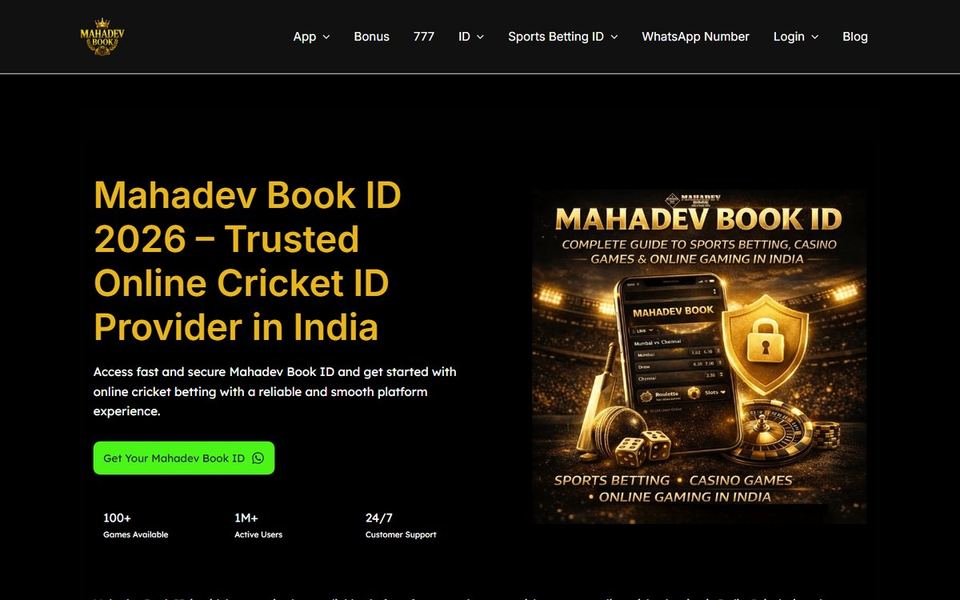 MAHADEV
BOOK
App
Bonus
777
ID
Sports Betting ID
WhatsApp Number
Login
Blog
Mahadev Book ID
2026 – Trusted
Online Cricket ID
Provider in India
Access fast and secure Mahadev Book ID and get started with
online cricket betting with a reliable and smooth platform
experience.
Get Your Mahadev Book ID
100+
Games Available
1M+
Active Users
24/7
Customer Support
MAHADEV
MAHADEV BOOK ID
COMPLETE GUIDE TO SPORTS BETTING, CASINO
GAMES & ONLINE GAMING IN INDIA
MAHADEV BOOK
Mumbai vs Chennai
Mumbai
Draw
Chennai
Roulette
Slots
SPORTS BETTING • CASINO GAMES
• ONLINE GAMING IN INDIA